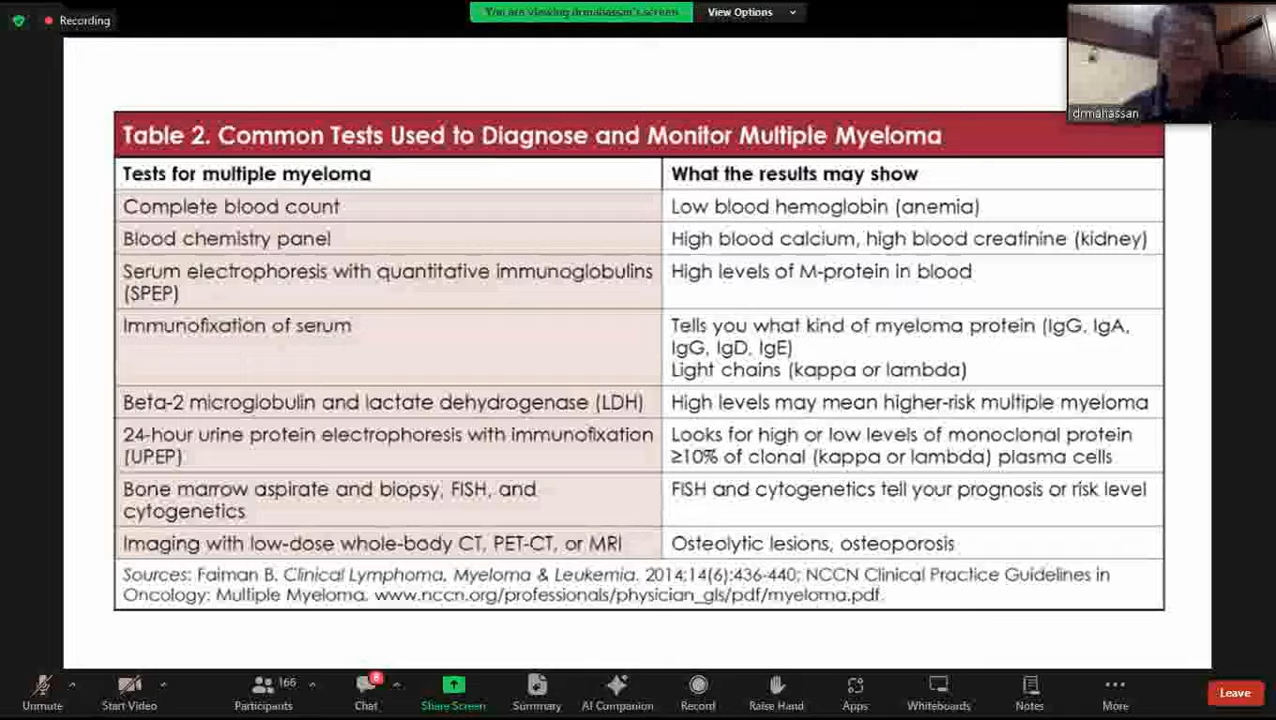 Recording
You are viewing drmahassan's screen
View Options
drmahassan
Table 2. Common Tests Used to Diagnose and Monitor Multiple Myeloma
Tests for multiple myeloma
What the results may show
Complete blood count
Low blood hemoglobin (anemia)
Blood chemistry panel
High blood calcium, high blood creatinine (kidney)
Serum electrophoresis with quantitative immunoglobulins
(SPEP)
High levels of M-protein in blood
Immunofixation of serum
Tells you what kind of myeloma protein (IgG, IgA,
IgG, IgD, IgE)
Light chains (kappa or lambda)
Beta-2 microglobulin and lactate dehydrogenase (LDH)
High levels may mean higher-risk multiple myeloma
24-hour urine protein electrophoresis with immunofixation
(UPEP)
Looks for high or low levels of monoclonal protein
≥10% of clonal (kappa or lambda) plasma cells
Bone marrow aspirate and biopsy, FISH, and
cytogenetics
FISH and cytogenetics tell your prognosis or risk level
Imaging with low-dose whole-body CT, PET-CT, or MRI
Osteolytic lesions, osteoporosis
Sources: Faiman B. Clinical Lymphoma, Myeloma & Leukemia. 2014;14(6):436-440; NCCN Clinical Practice Guidelines in
Oncology: Multiple Myeloma. www.nccn.org/professionals/physician_gls/pdf/myeloma.pdf.
Unmute
Start Video
166
Participants
8
Chat
Share Screen
Summary
AI Companion
Record
Raise Hand
Apps
Whiteboards
Notes
More
Leave